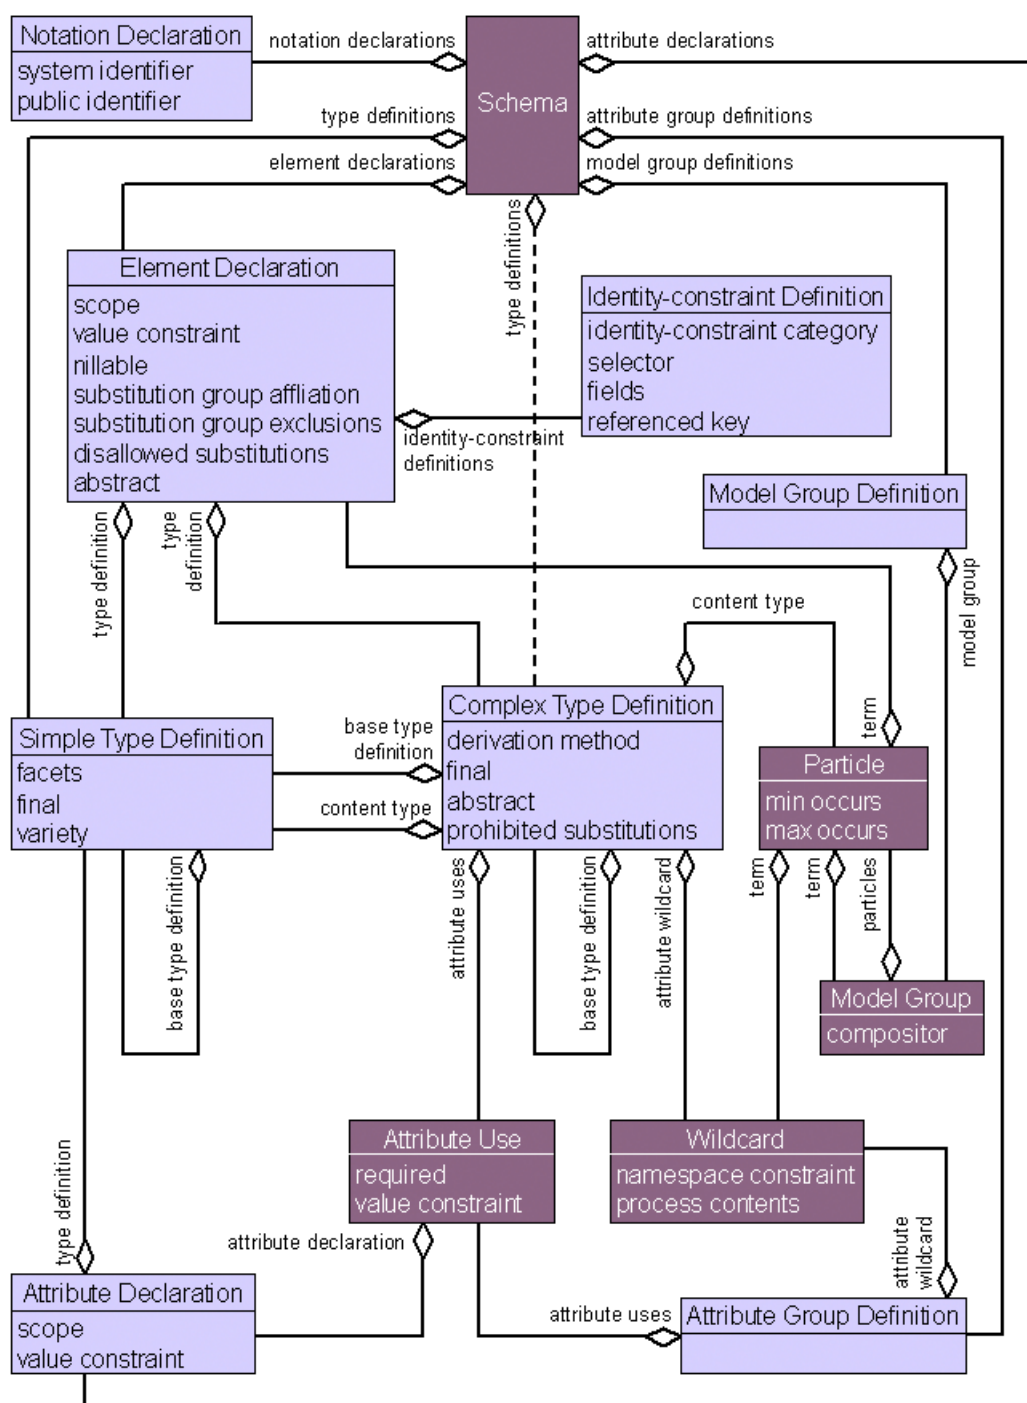 Notation Declaration
system identifier
public identifier
notation declarations
Schema
attribute declarations
type definitions
attribute group definitions
element declarations
model group definitions
type definitions
Element Declaration
scope
value constraint
nillable
substitution group affliation
substitution group exclusions
disallowed substitutions
abstract
Identity-constraint Definition
identity-constraint category
selector
fields
referenced key
identity-constraint
definitions
Model Group Definition
type definition
type
definition
model group
content type
term
Simple Type Definition
facets
final
variety
base type
definition
content type
Complex Type Definition
derivation method
final
abstract
prohibited substitutions
Particle
min occurs
max occurs
base type definition
attribute uses
base type definition
attribute wildcard
term
term
particles
Model Group
compositor
Attribute Use
required
value constraint
Wildcard
namespace constraint
process contents
type definition
attribute declaration
attribute
wildcard
Attribute Declaration
scope
value constraint
attribute uses
Attribute Group Definition